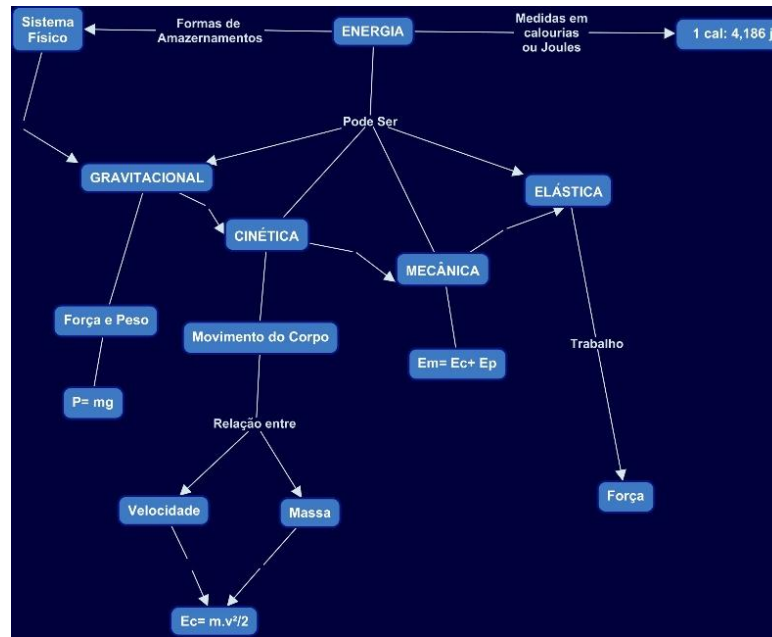 Sistema
Físico
Formas de
Amazernamentos
ENERGIA
Medidas em
calourias
ou Joules
1 cal: 4,186 j
Pode Ser
GRAVITACIONAL
ELÁSTICA
CINÉTICA
MECÂNICA
Força e Peso
Movimento do Corpo
Trabalho
Em= Ec+ Ep
P= mg
Relação entre
Velocidade
Massa
Força
Ec= m.v²/2